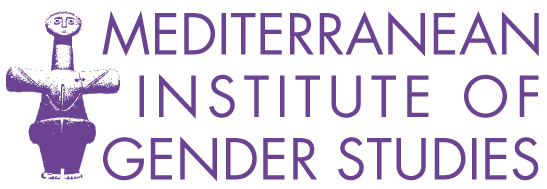 MEDITERRANEAN
INSTITUTE OF
GENDER STUDIES